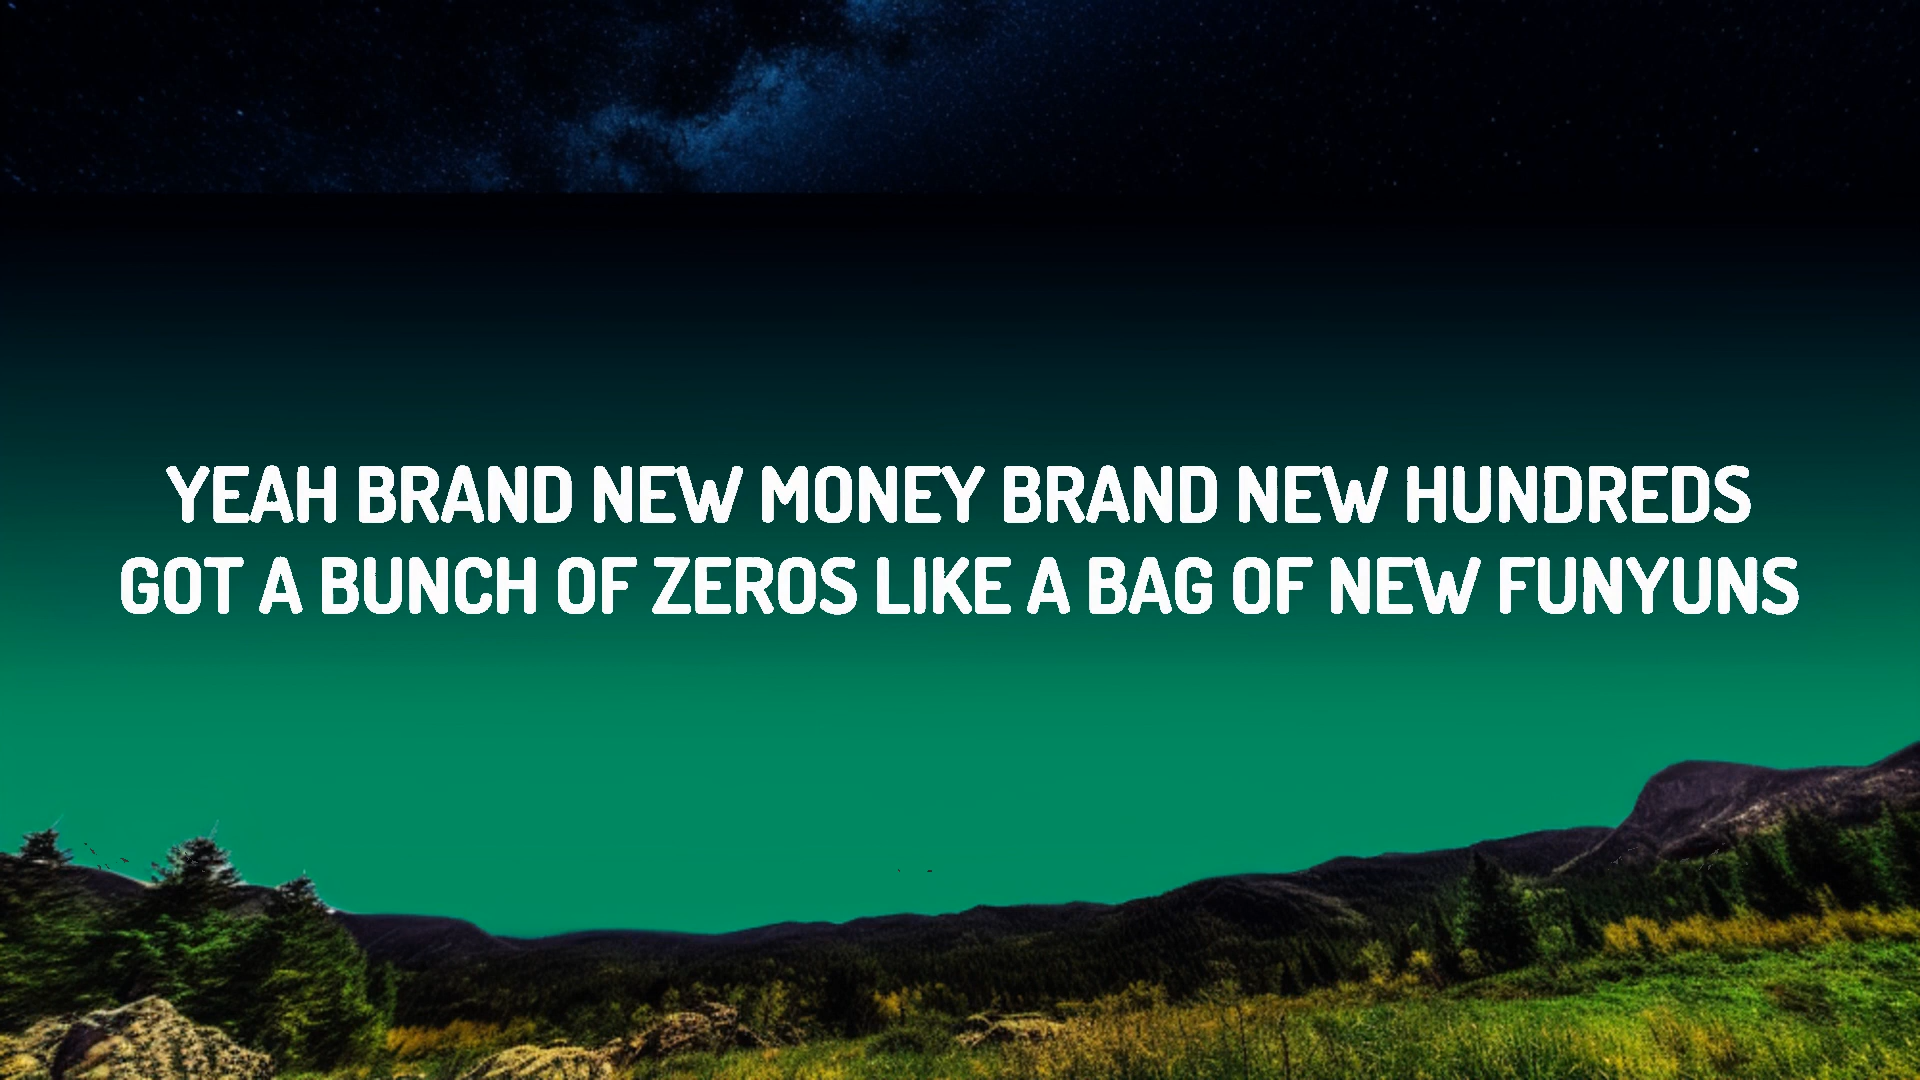 YEAH BRAND NEW MONEY BRAND NEW HUNDREDS
GOT A BUNCH OF ZEROS LIKE A BAG OF NEW FUNYUNS